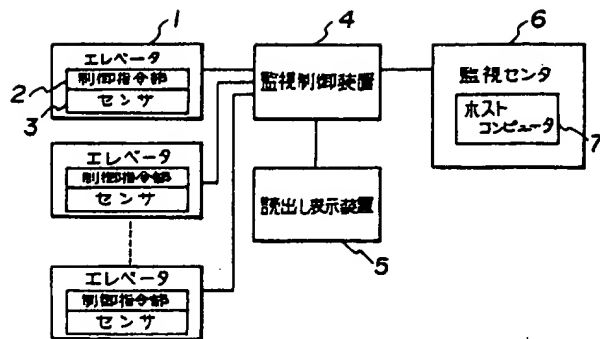 1
エレベータ
2
制御指令部
3
センサ
エレベータ
制御指令部
センサ
エレベータ
制御指令部
センサ
4
監視制御装置
読出し表示装置
5
6
監視センタ
ホスト
コンピュータ
7